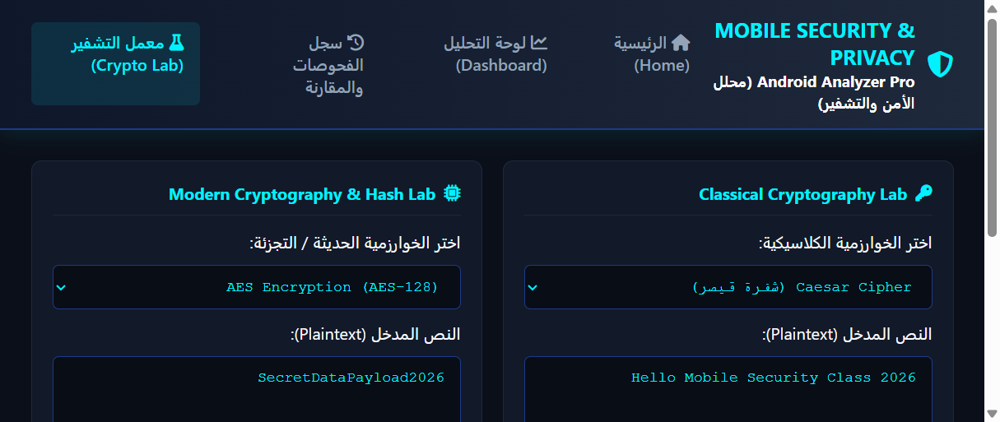 MOBILE SECURITY &
PRIVACY
Android Analyzer Pro (محلل
الأمن والتشفير)
الرئيسية
(Home)
لوحة التحليل
(Dashboard)
سجل
الفحوصات
والمقارنة
معمل التشفير
(Crypto Lab)
Classical Cryptography Lab
اختر الخوارزمية الكلاسيكية:
Caesar Cipher (شفرة قيصر)
النص المدخل (Plaintext):
Hello Mobile Security Class 2026
Modern Cryptography & Hash Lab
اختر الخوارزمية الحديثة / التجزئة:
AES Encryption (AES-128)
النص المدخل (Plaintext):
SecretDataPayload2026